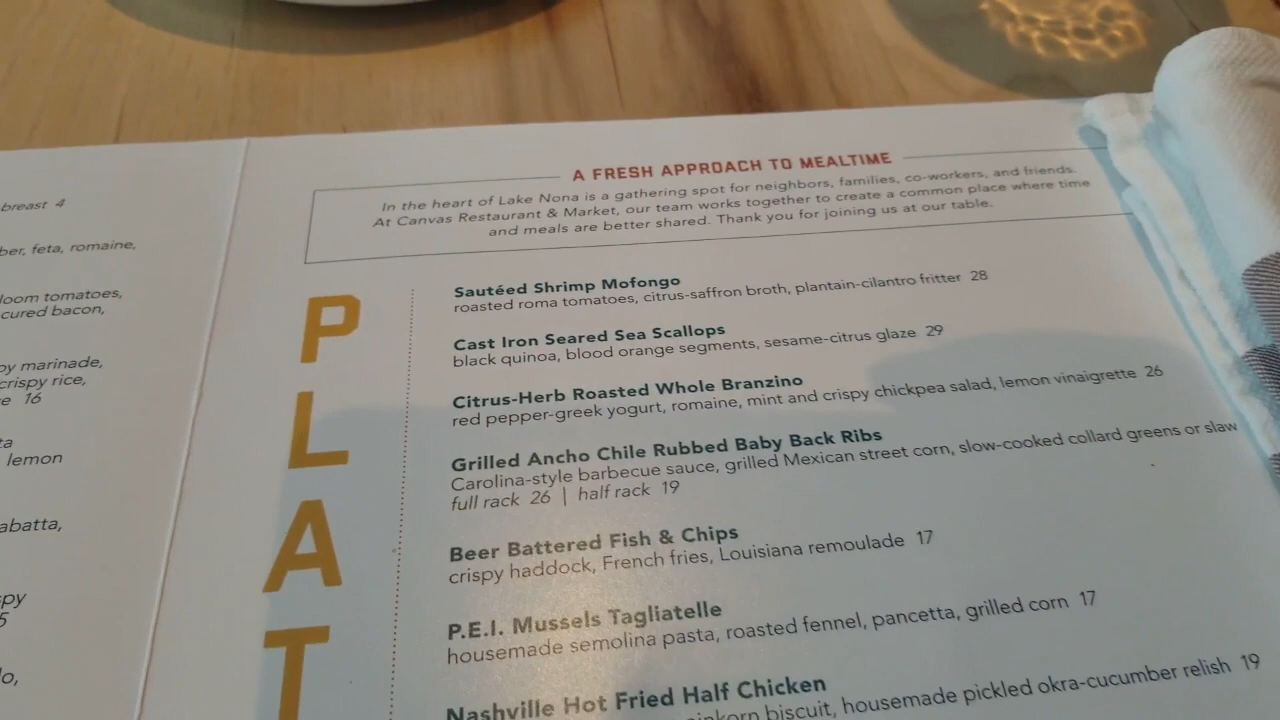 breast 4
ber, feta, romaine,
loom tomatoes,
cured bacon,
oy marinade,
crispy rice,
e 16
ta
lemon
abatta,
spy
5
lo,
A FRESH APPROACH TO MEALTIME
In the heart of Lake Nona is a gathering spot for neighbors, families, co-workers, and friends.
At Canvas Restaurant & Market, our team works together to create a common place where time
and meals are better shared. Thank you for joining us at our table.
P
L
A
T
Sautéed Shrimp Mofongo
roasted roma tomatoes, citrus-saffron broth, plantain-cilantro fritter 28
Cast Iron Seared Sea Scallops
black quinoa, blood orange segments, sesame-citrus glaze 29
Citrus-Herb Roasted Whole Branzino
red pepper-greek yogurt, romaine, mint and crispy chickpea salad, lemon vinaigrette 26
Grilled Ancho Chile Rubbed Baby Back Ribs
Carolina-style barbecue sauce, grilled Mexican street corn, slow-cooked collard greens or slaw
full rack 26 | half rack 19
Beer Battered Fish & Chips
crispy haddock, French fries, Louisiana remoulade 17
P.E.I. Mussels Tagliatelle
housemade semolina pasta, roasted fennel, pancetta, grilled corn 17
Nashville Hot Fried Half Chicken
biscuit, housemade pickled okra-cucumber relish 19